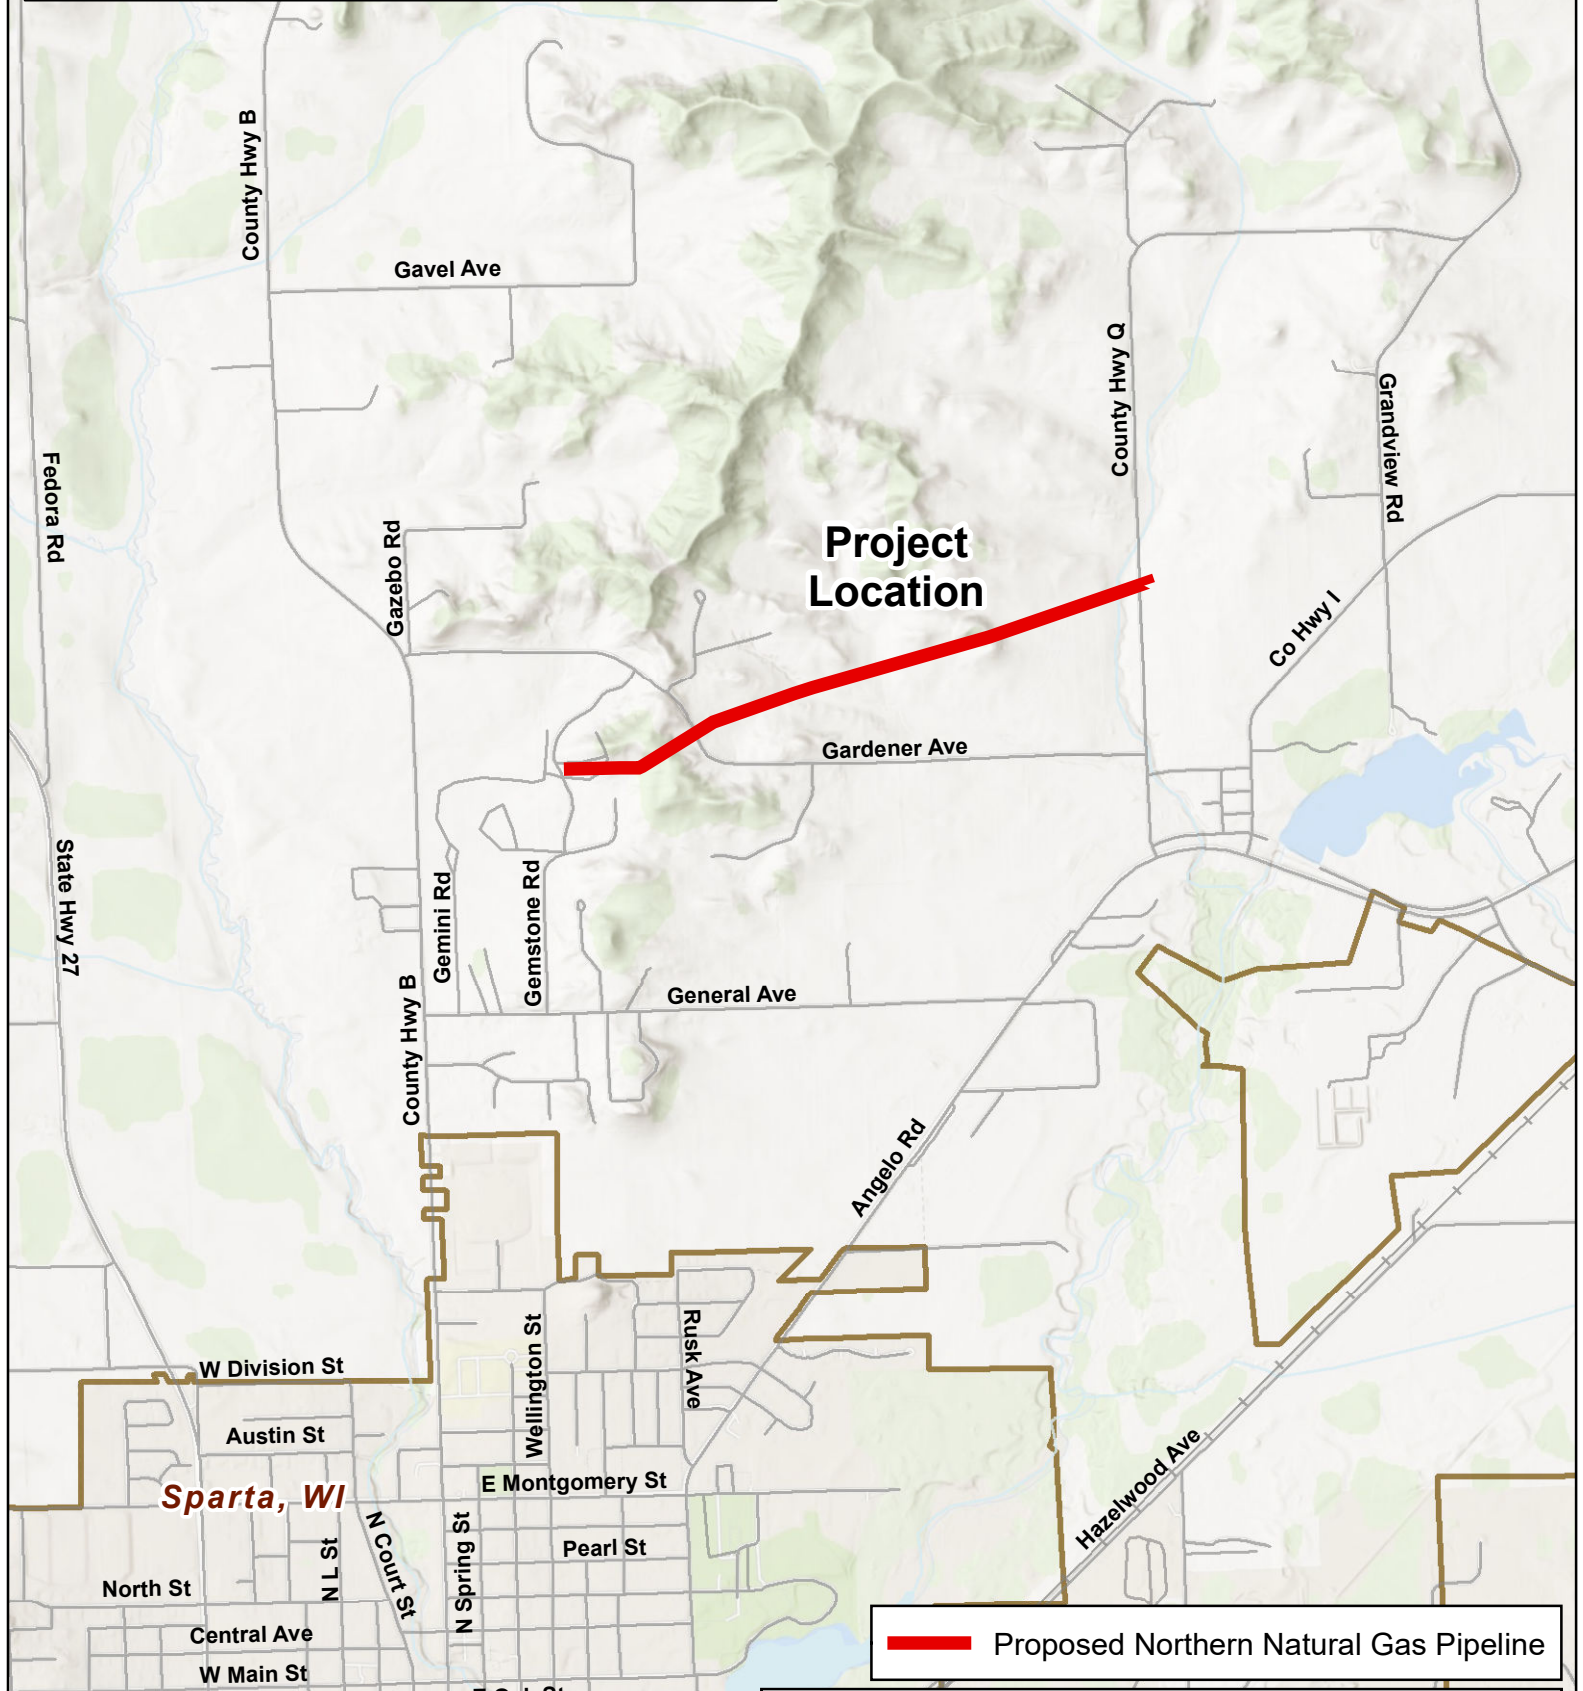 County Hwy B
Gavel Ave
County Hwy Q
Grandview Rd
Fedora Rd
Gazebo Rd
Project
Location
Co Hwy I
Gardener Ave
State Hwy 27
Gemini Rd
Gemstone Rd
County Hwy B
General Ave
Angelo Rd
W Division St
Wellington St
Rusk Ave
Austin St
E Montgomery St
Sparta, WI
Hazelwood Ave
N L St
N Court St
N Spring St
Pearl St
North St
Central Ave
W Main St
Proposed Northern Natural Gas Pipeline